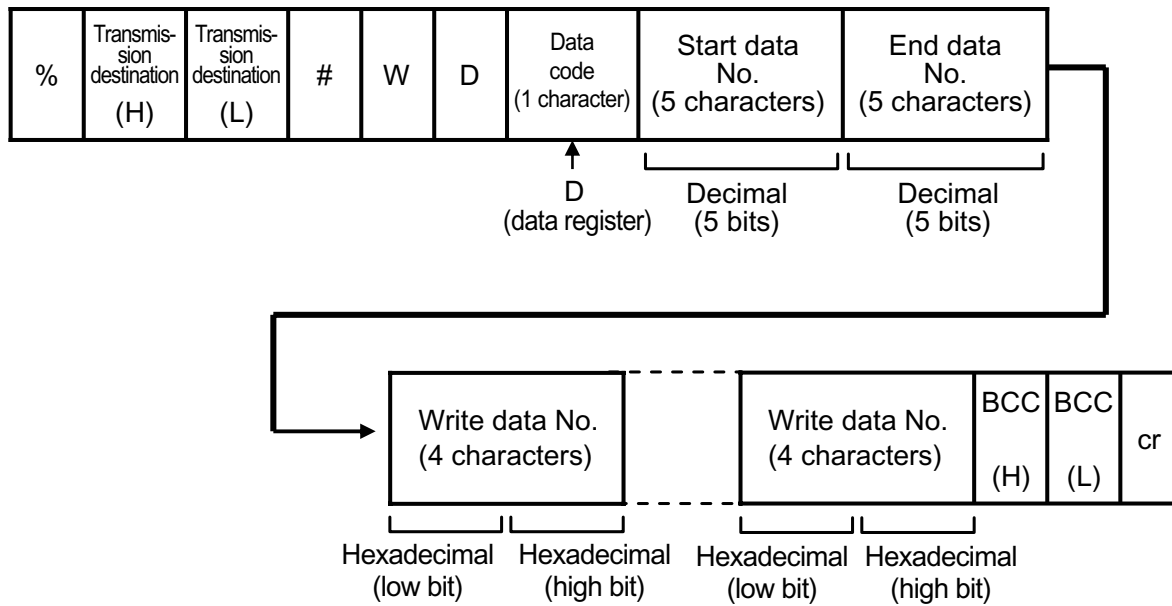 %
Transmis-
sion
destination
(H)
Transmis-
sion
destination
(L)
#
W
D
Data
code
(1 character)
Start data
No.
(5 characters)
End data
No.
(5 characters)
D
(data register)
Decimal
(5 bits)
Decimal
(5 bits)
Write data No.
(4 characters)
Write data No.
(4 characters)
BCC
(H)
BCC
(L)
cr
Hexadecimal
(low bit)
Hexadecimal
(high bit)
Hexadecimal
(low bit)
Hexadecimal
(high bit)